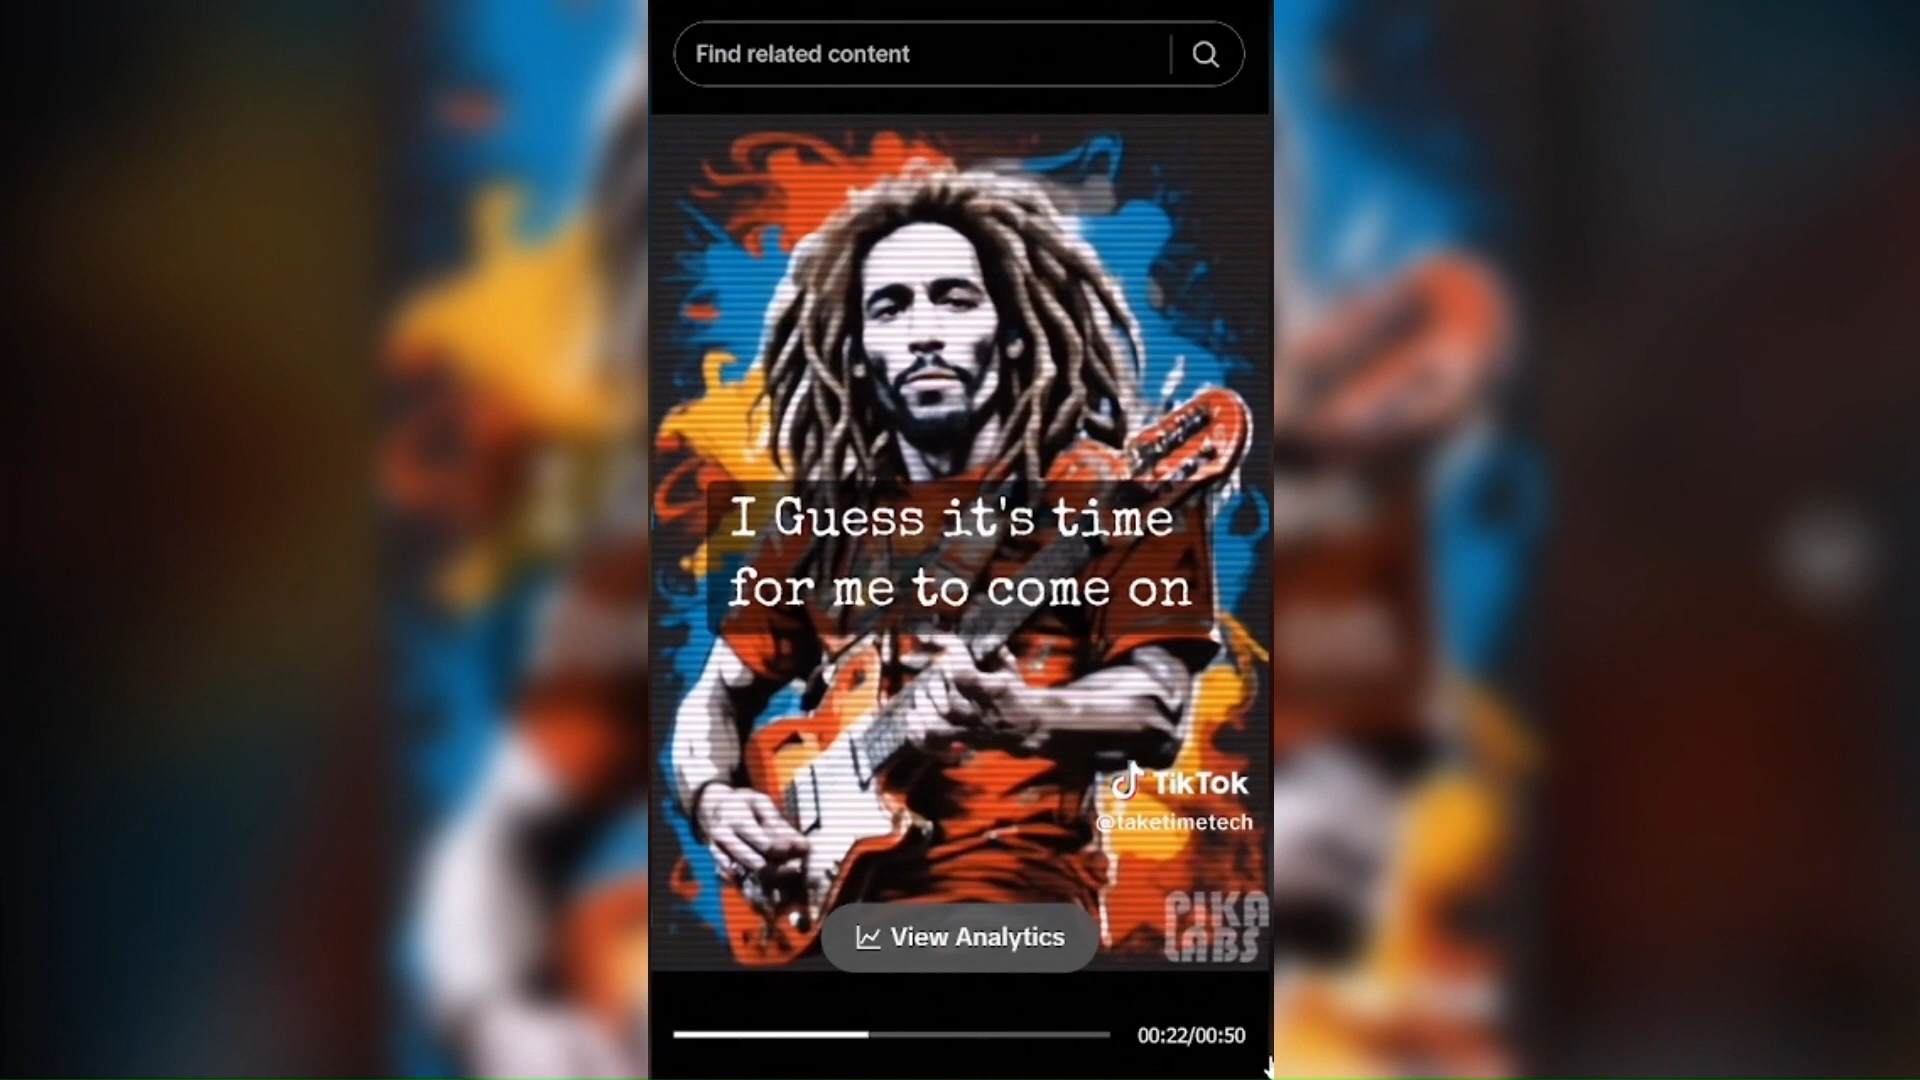 Find related content
I Guess it's time
for me to come on
TikTok
@taketimetech
PIKA
LABS
View Analytics
00:22/00:50